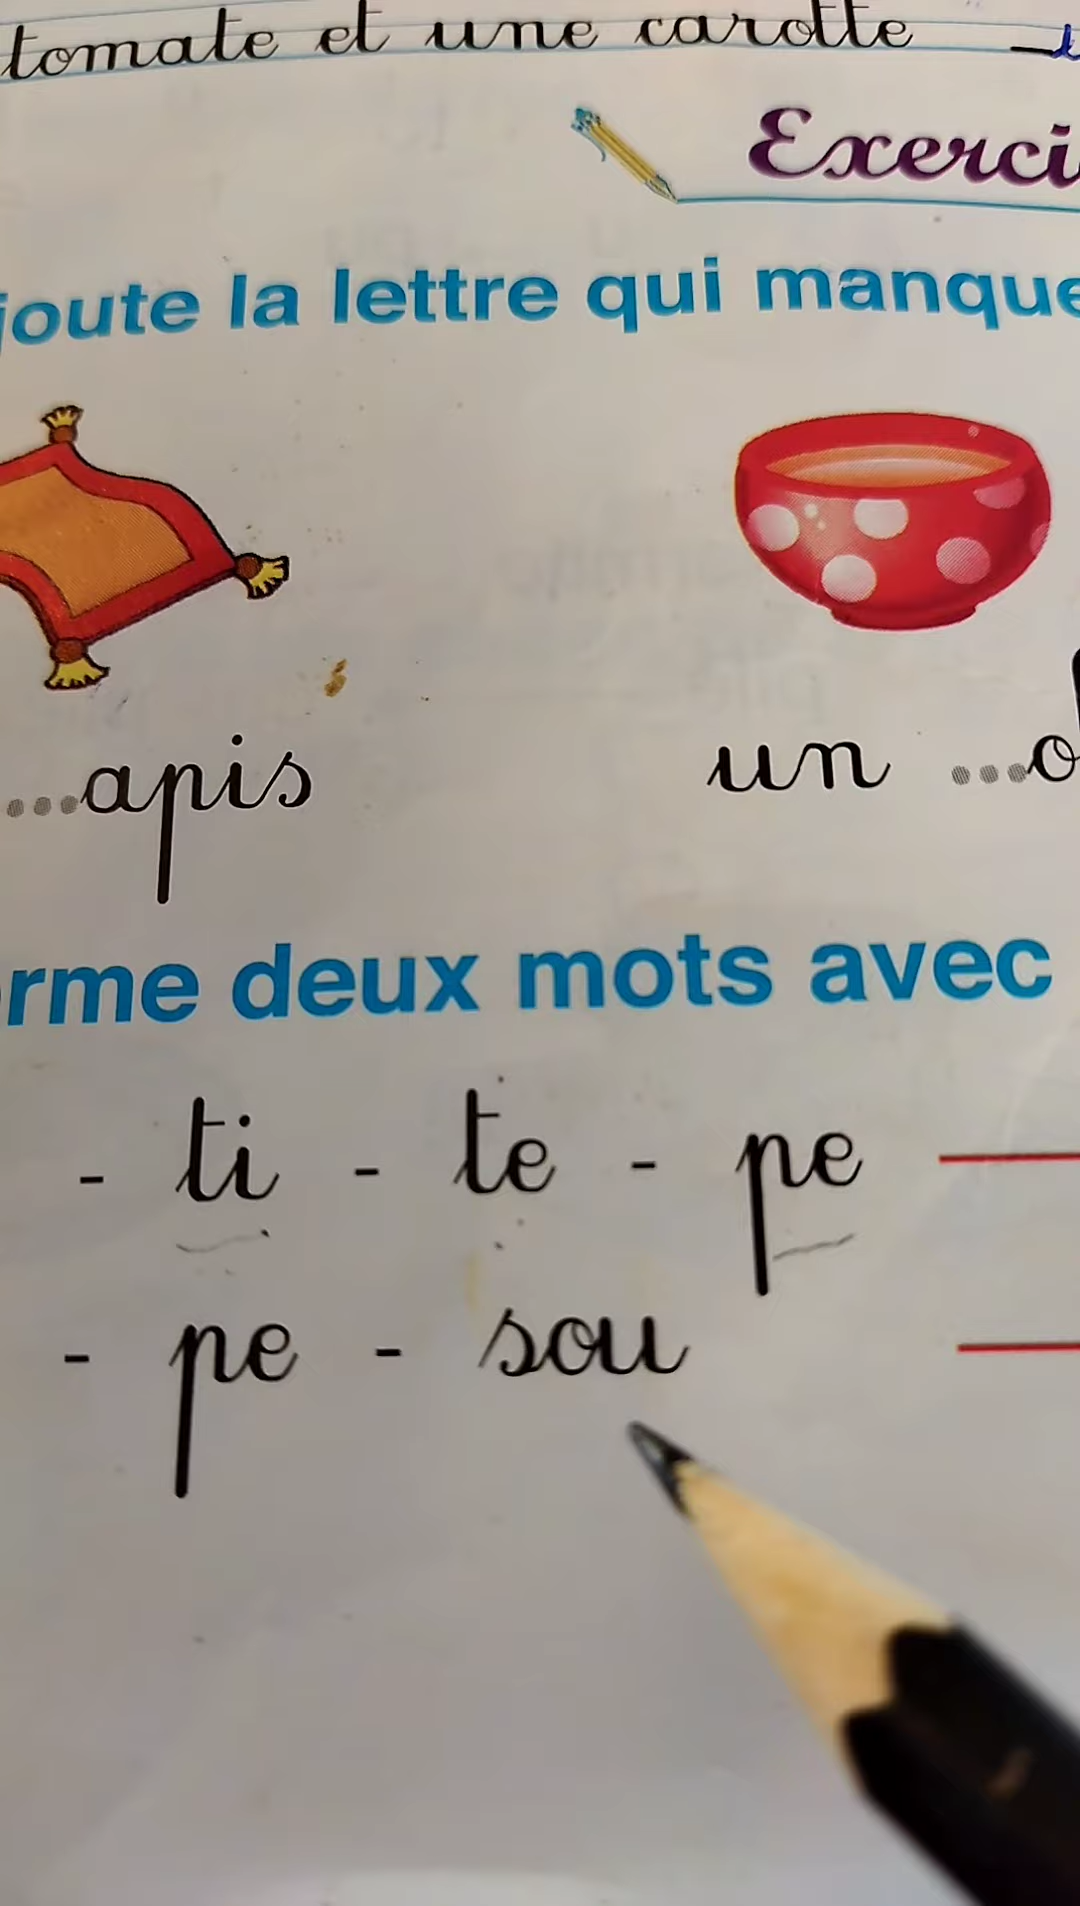 tomate et une carotte
Exerci
joute la lettre qui manque
...apis un ...o
rme deux mots avec
- ti - te - pe
- pe - sou